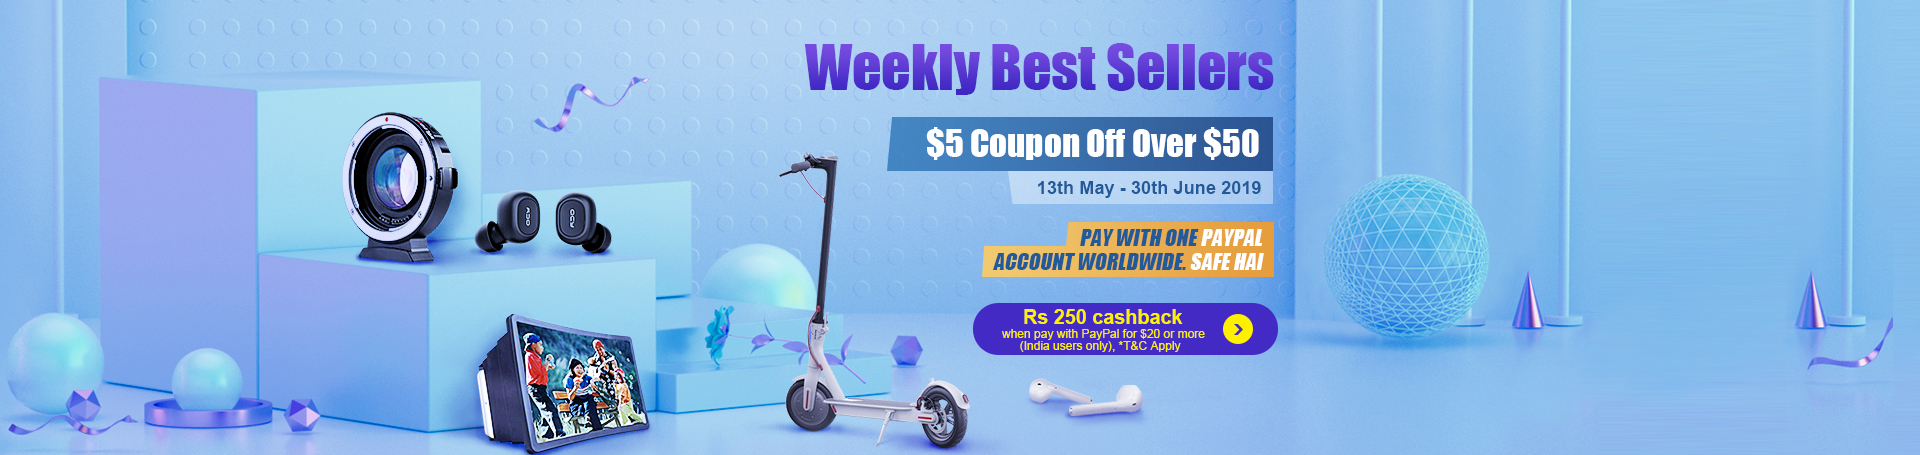 Weekly Best Sellers
$5 Coupon Off Over $50
13th May - 30th June 2019
PAY WITH ONE PAYPAL
ACCOUNT WORLDWIDE. SAFE HAI
Rs 250 cashback
when pay with PayPal for $20 or more
(India users only), *T&C Apply